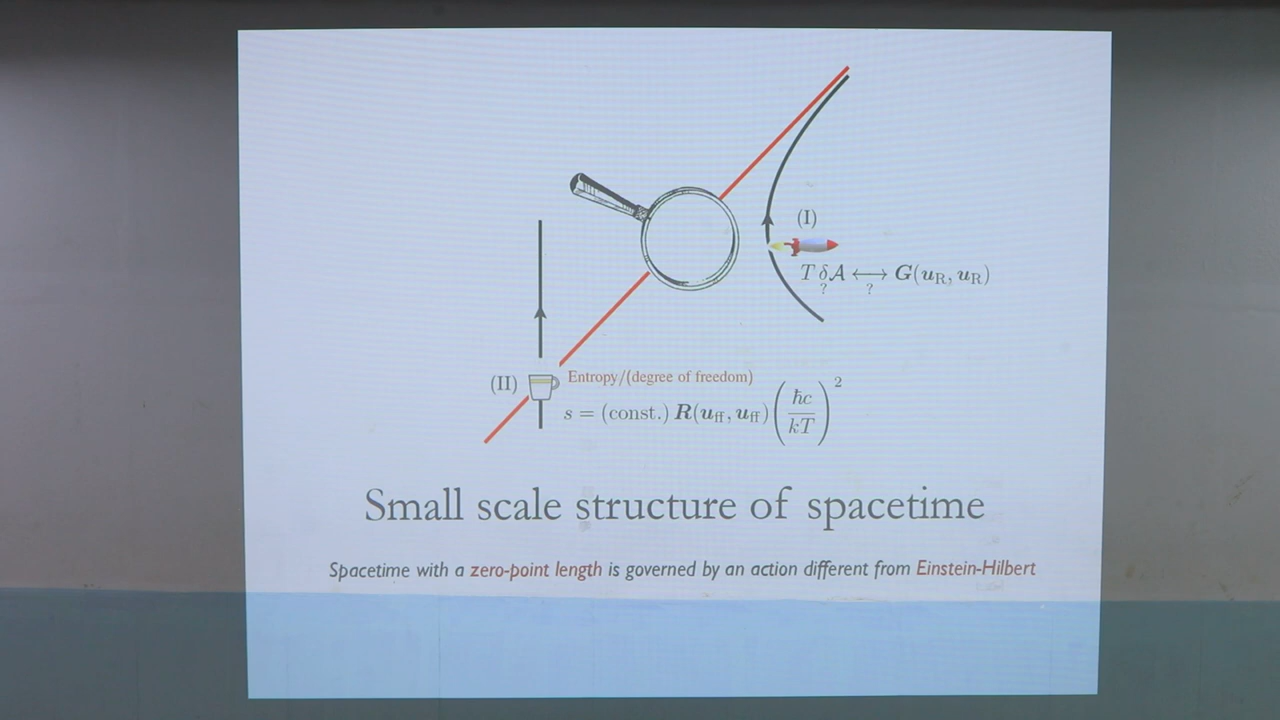 (I)
T δA ⟷ G(u_R, u_R)
? ?
(II)
Entropy/(degree of freedom)
s = (const.) R(u_ff, u_ff) (ħc/kT)²
Small scale structure of spacetime
Spacetime with a zero-point length is governed by an action different from Einstein-Hilbert